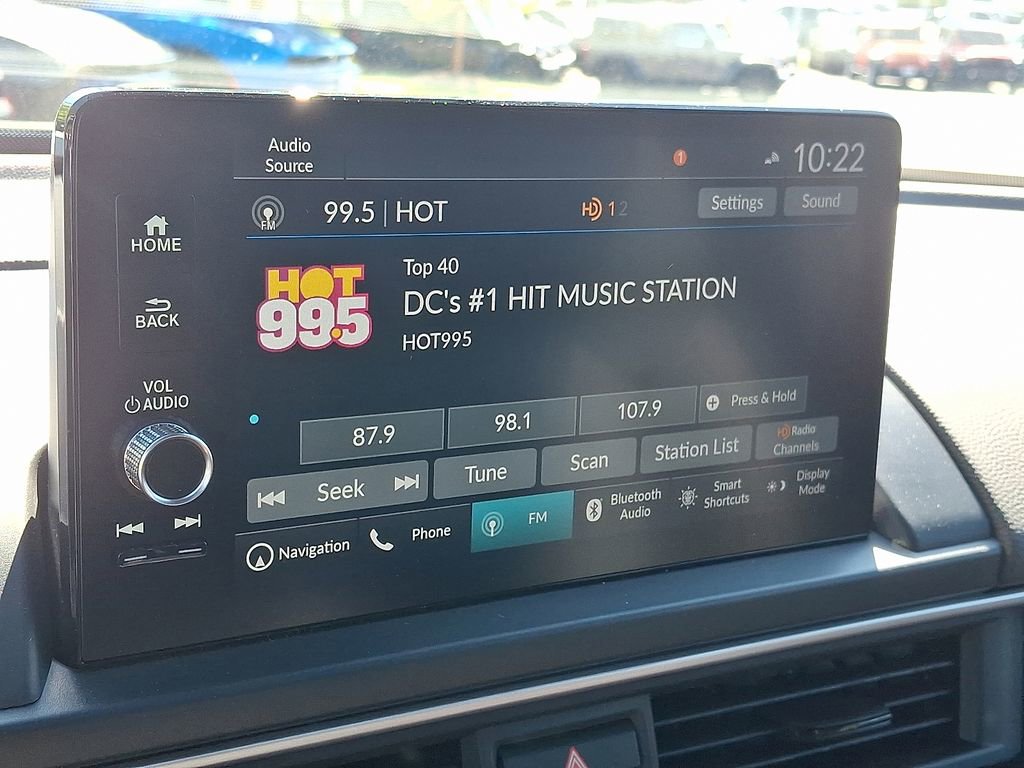 Audio
Source
1
10:22
FM
99.5 | HOT
HD 1 2
Settings
Sound
HOME
BACK
VOL
AUDIO
HOT
99.5
Top 40
DC's #1 HIT MUSIC STATION
HOT995
87.9
98.1
107.9
Press & Hold
Seek
Tune
Scan
Station List
HD Radio
Channels
Navigation
Phone
FM
Bluetooth
Audio
Smart
Shortcuts
Display
Mode